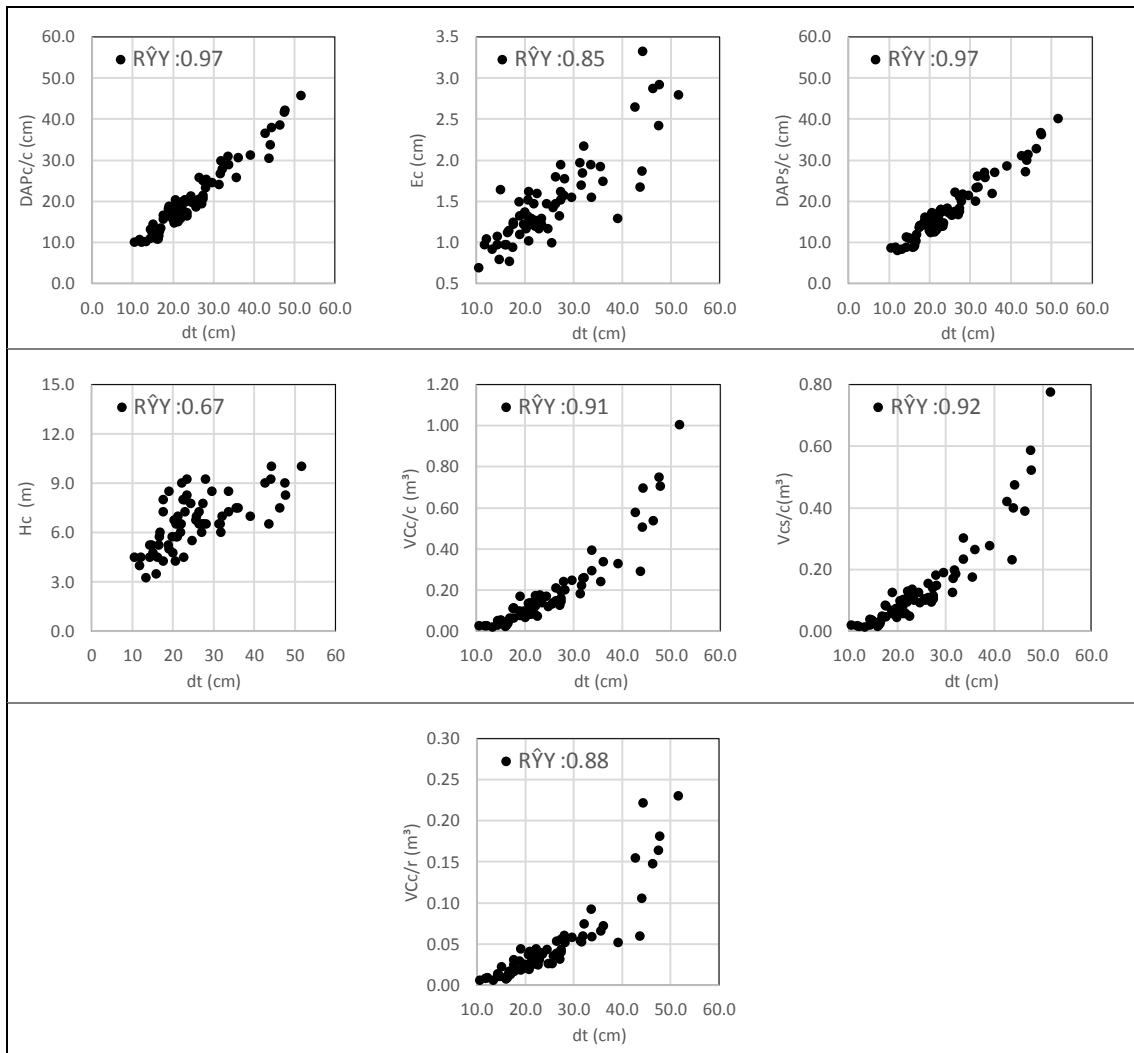 DAPc/c (cm)
60.0
50.0
40.0
30.0
20.0
10.0
0.0
RŶY :0.97
0.0 10.0 20.0 30.0 40.0 50.0 60.0
dt (cm)
Ec (cm)
3.5
3.0
2.5
2.0
1.5
1.0
0.5
RŶY :0.85
10.0 20.0 30.0 40.0 50.0 60.0
dt (cm)
DAPs/c (cm)
60.0
50.0
40.0
30.0
20.0
10.0
0.0
RŶY :0.97
0.0 10.0 20.0 30.0 40.0 50.0 60.0
dt (cm)
Hc (m)
15.0
12.0
9.0
6.0
3.0
0.0
RŶY :0.67
0 10 20 30 40 50 60
dt (cm)
VCc/c (m³)
1.20
1.00
0.80
0.60
0.40
0.20
0.00
RŶY :0.91
10.0 20.0 30.0 40.0 50.0 60.0
dt (cm)
Vcs/c(m³)
0.80
0.60
0.40
0.20
0.00
RŶY :0.92
10.0 20.0 30.0 40.0 50.0 60.0
dt (cm)
VCc/r (m³)
0.30
0.25
0.20
0.15
0.10
0.05
0.00
RŶY :0.88
10.0 20.0 30.0 40.0 50.0 60.0
dt (cm)